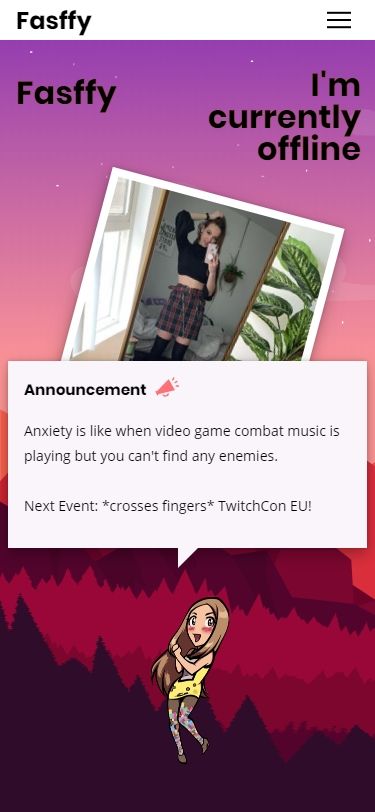 Fasffy
Fasffy
I'm
currently
offline
Announcement
Anxiety is like when video game combat music is
playing but you can't find any enemies.
Next Event: *crosses fingers* TwitchCon EU!